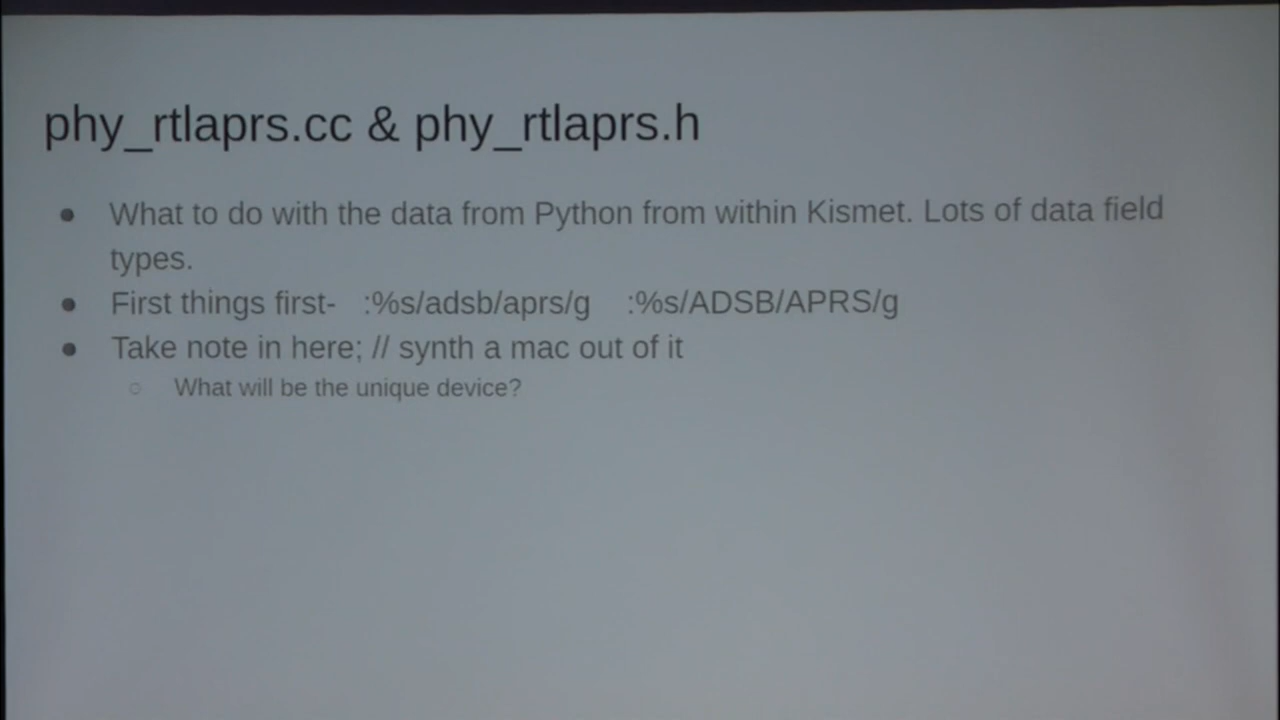 phy_rtlaprs.cc & phy_rtlaprs.h
• What to do with the data from Python from within Kismet. Lots of data field
types.
• First things first- :%s/adsb/aprs/g :%s/ADSB/APRS/g
• Take note in here; // synth a mac out of it
○ What will be the unique device?